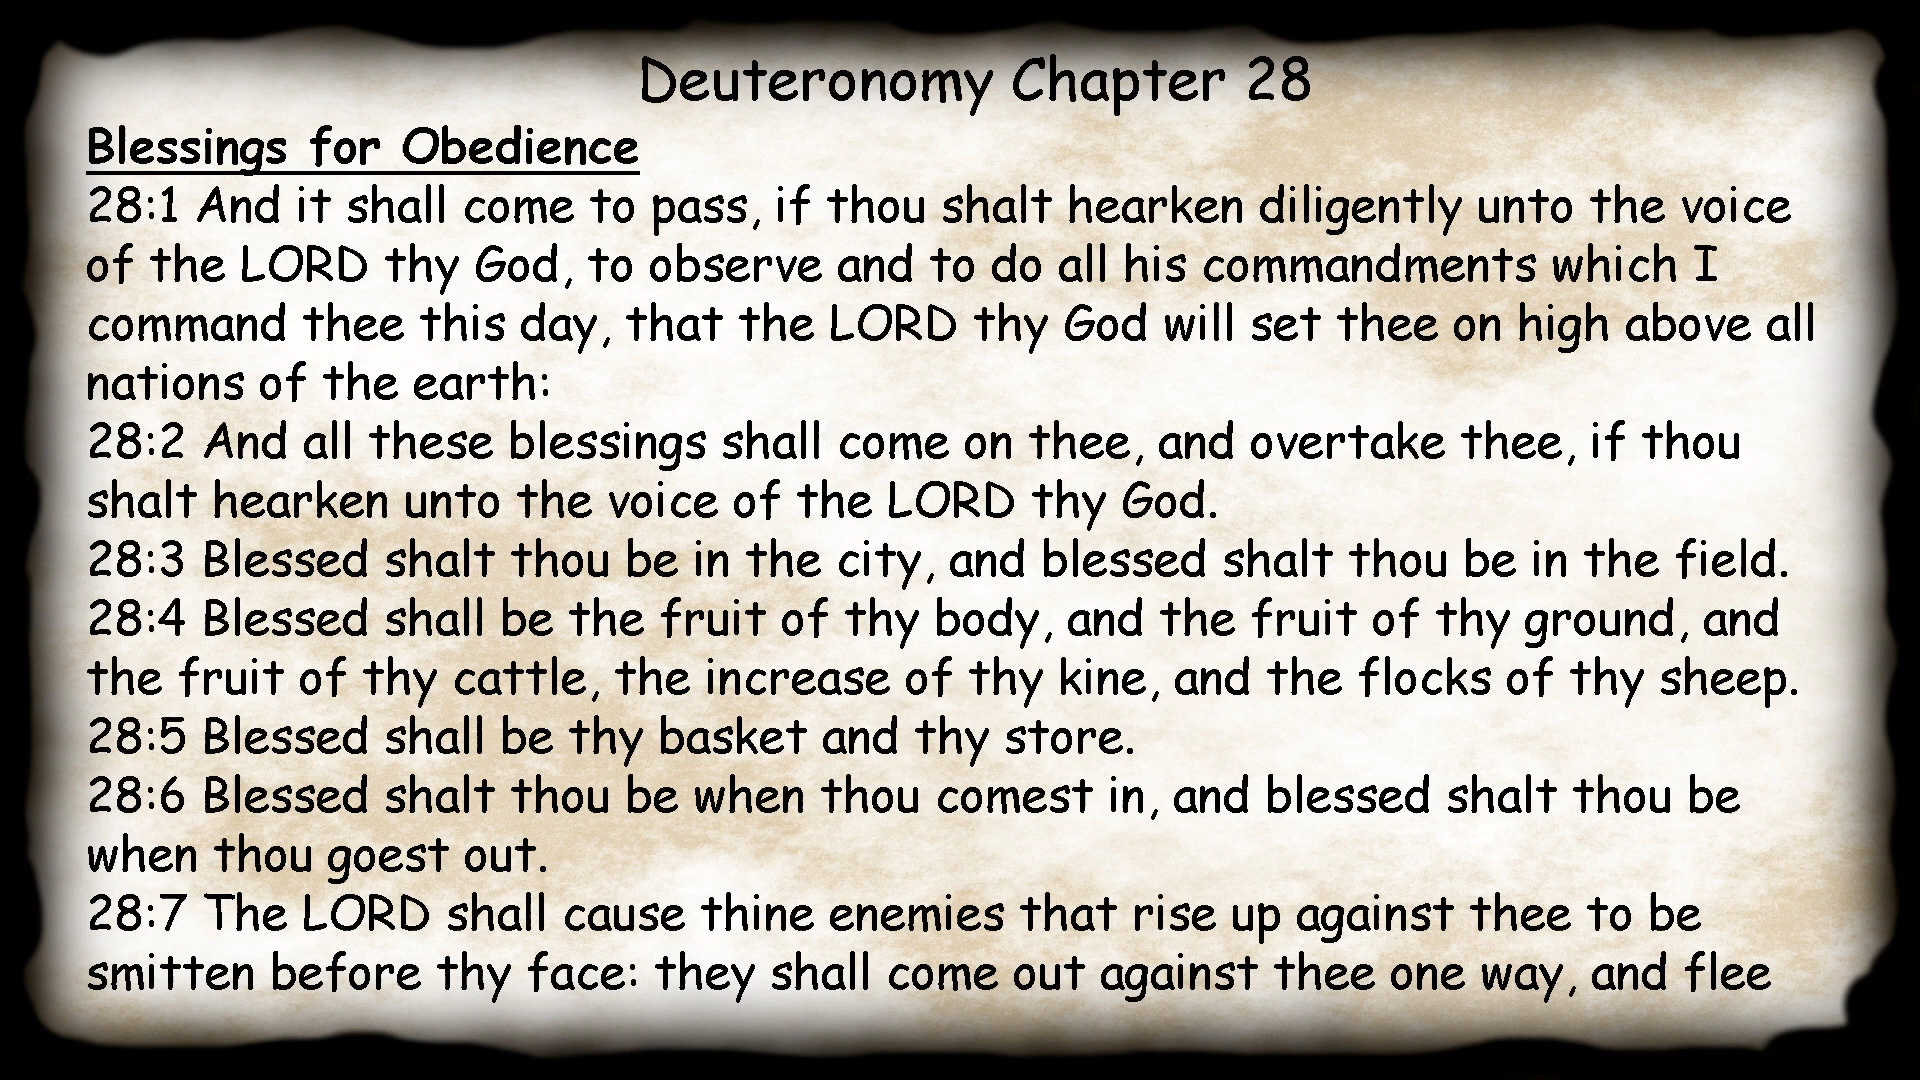 Deuteronomy Chapter 28
Blessings for Obedience
28:1 And it shall come to pass, if thou shalt hearken diligently unto the voice
of the LORD thy God, to observe and to do all his commandments which I
command thee this day, that the LORD thy God will set thee on high above all
nations of the earth:
28:2 And all these blessings shall come on thee, and overtake thee, if thou
shalt hearken unto the voice of the LORD thy God.
28:3 Blessed shalt thou be in the city, and blessed shalt thou be in the field.
28:4 Blessed shall be the fruit of thy body, and the fruit of thy ground, and
the fruit of thy cattle, the increase of thy kine, and the flocks of thy sheep.
28:5 Blessed shall be thy basket and thy store.
28:6 Blessed shalt thou be when thou comest in, and blessed shalt thou be
when thou goest out.
28:7 The LORD shall cause thine enemies that rise up against thee to be
smitten before thy face: they shall come out against thee one way, and flee